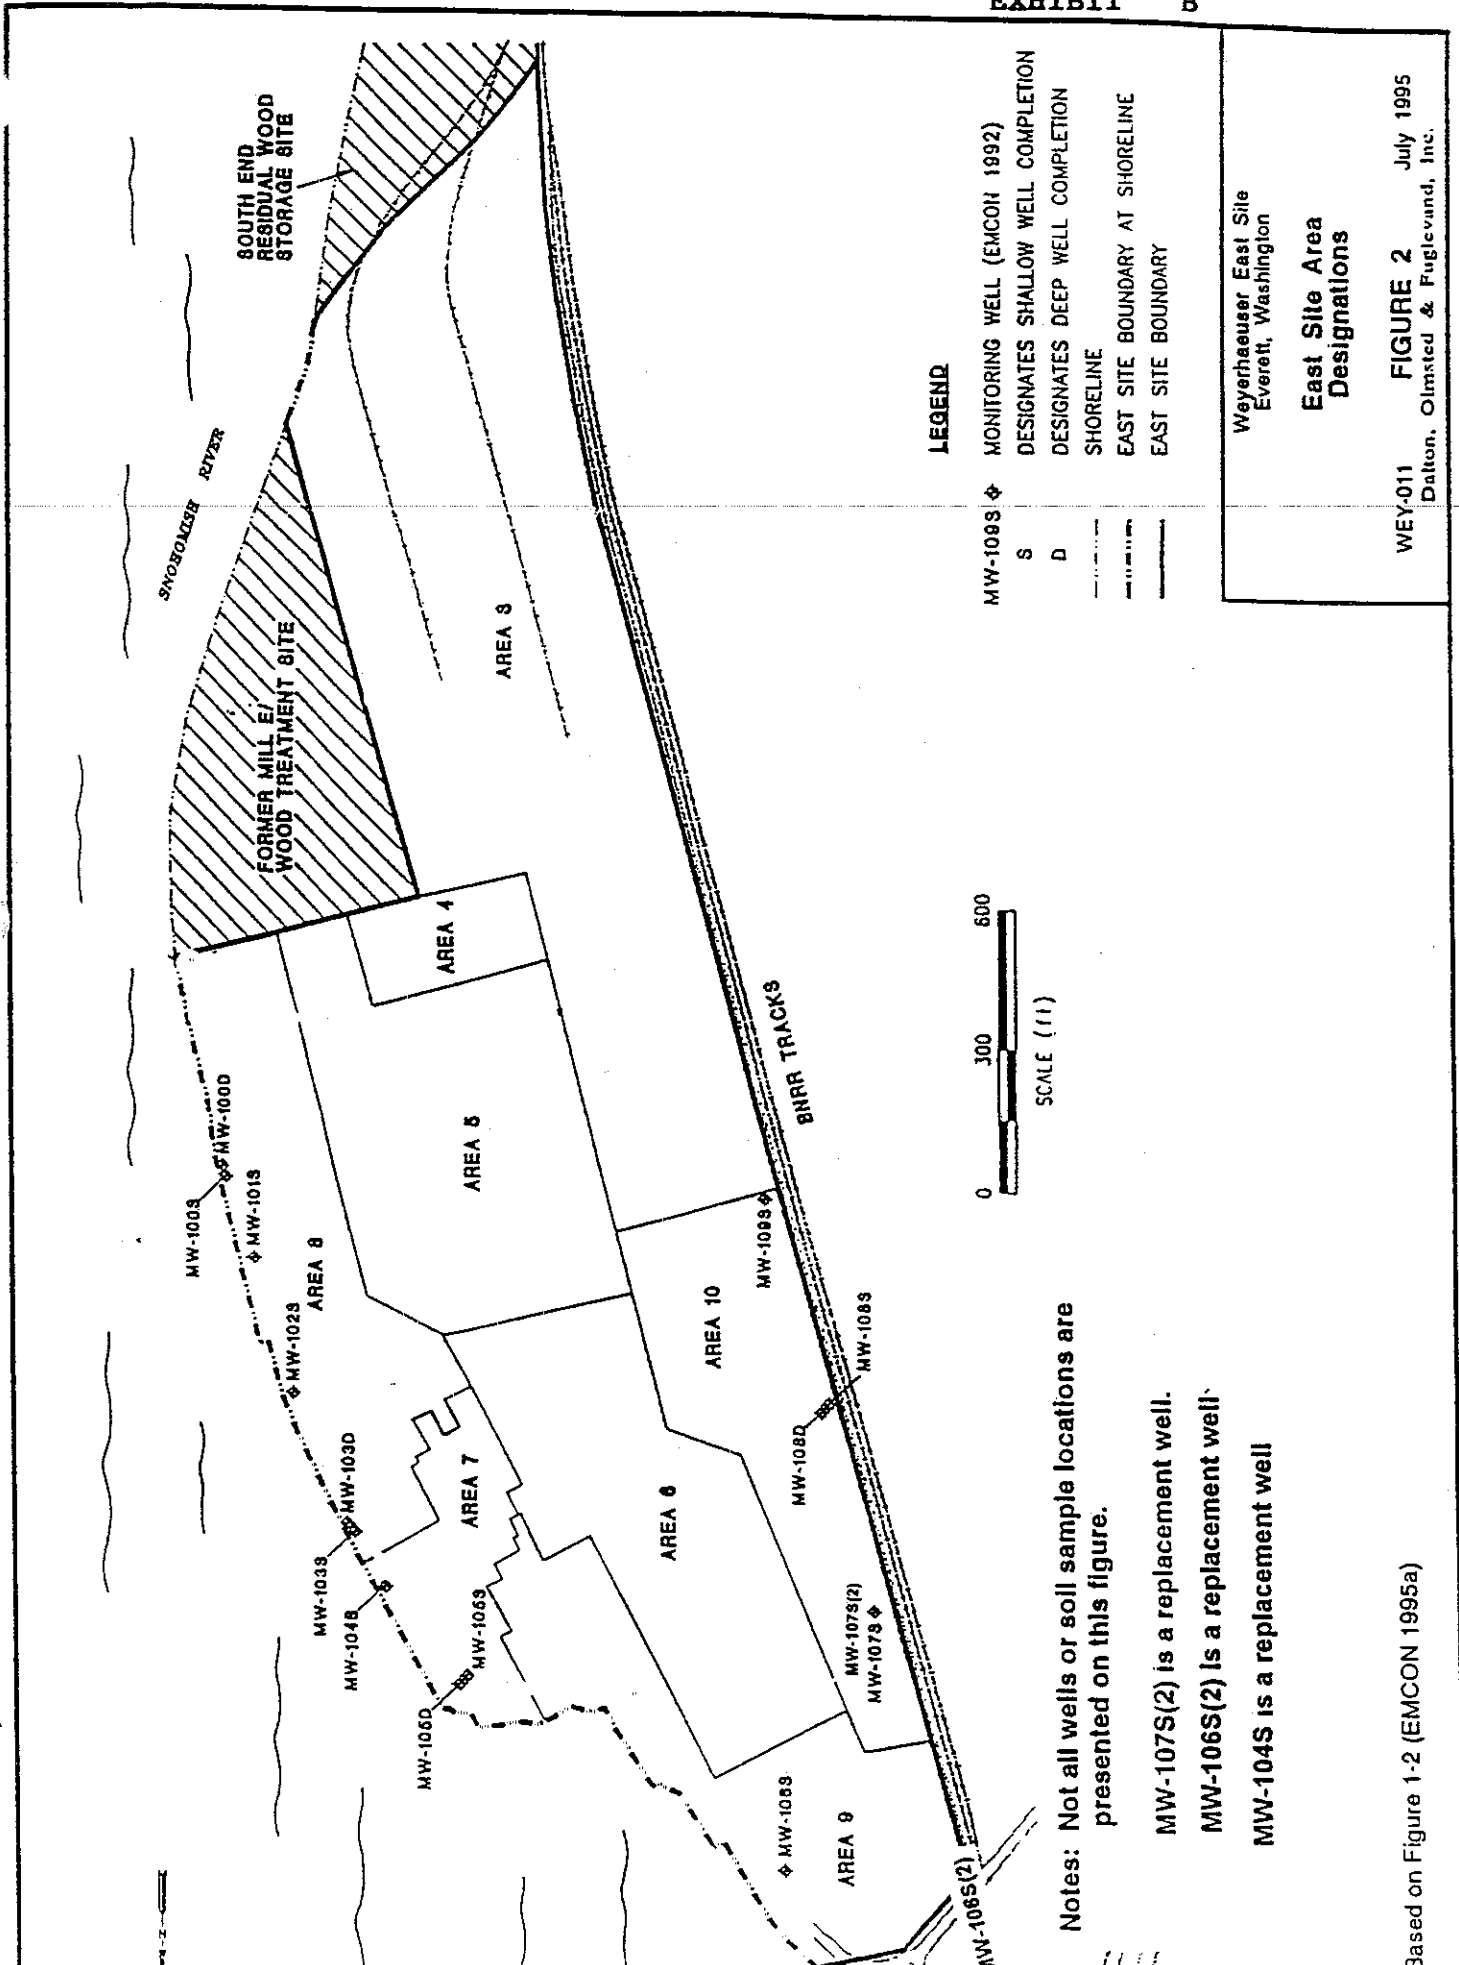 EXHIBIT B
SOUTH END
RESIDUAL WOOD
STORAGE SITE
SNOHOMISH RIVER
FORMER MILL E/
WOOD TREATMENT SITE
AREA 3
AREA 4
AREA 5
AREA 8
MW-100S
MW-100D
MW-101S
MW-102S
MW-103D
MW-103S
MW-104S
AREA 7
MW-105S
MW-105D
AREA 6
AREA 10
MW-109S
BNRR TRACKS
MW-108S
MW-108D
MW-107S(2)
MW-107S
MW-106S
AREA 9
MW-106S(2)
-N-
0 300 600
SCALE (ft)
LEGEND
MW-109S MONITORING WELL (EMCON 1992)
S DESIGNATES SHALLOW WELL COMPLETION
D DESIGNATES DEEP WELL COMPLETION
SHORELINE
EAST SITE BOUNDARY AT SHORELINE
EAST SITE BOUNDARY
Notes: Not all wells or soil sample locations are
presented on this figure.
MW-107S(2) is a replacement well.
MW-106S(2) is a replacement well
MW-104S is a replacement well
Based on Figure 1-2 (EMCON 1995a)
Weyerhaeuser East Site
Everett, Washington
East Site Area
Designations
WEY-011 FIGURE 2 July 1995
Dalton, Olmsted & Fuglevand, Inc.